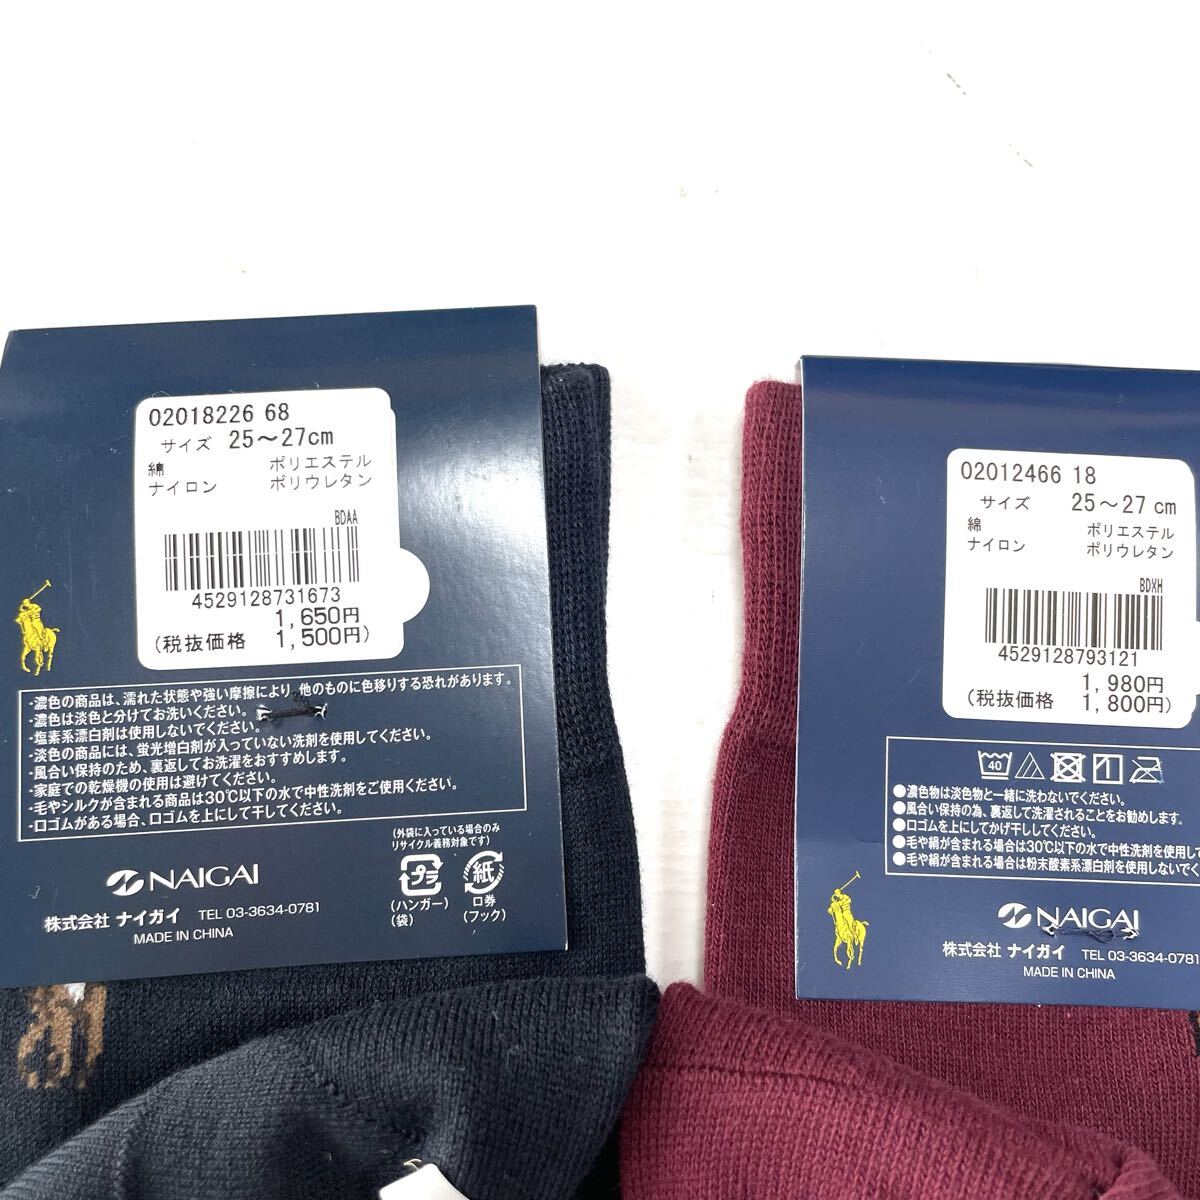 02018226 68
サイズ 25～27cm
綿 ポリエステル
ナイロン ポリウレタン
BDAA
4529128731673
1,650円
(税抜価格 1,500円)
・濃色の商品は、濡れた状態や強い摩擦により、他のものに色移りする恐れがあります。
・濃色は淡色と分けてお洗いください。
・塩素系漂白剤は使用しないでください。
・淡色の商品には、蛍光増白剤が入っていない洗剤を使用してください。
・風合い保持のため、裏返してお洗濯をおすすめします。
・家庭での乾燥機の使用は避けてください。
・毛やシルクが含まれる商品は30℃以下の水で中性洗剤をご使用ください。
・口ゴムがある場合、口ゴムを上にして干してください。
(外袋に入っている場合のみ
リサイクル義務対象です)
プラ 紙
(ハンガー) 口券
(袋) (フック)
NAIGAI
株式会社 ナイガイ TEL 03-3634-0781
MADE IN CHINA
02012466 18
サイズ 25～27 cm
綿 ポリエステル
ナイロン ポリウレタン
BDXH
4529128793121
1,980円
(税抜価格 1,800円)
40
●濃色物は淡色物と一緒に洗わないでください。
●風合い保持の為、裏返して洗濯されることをお勧めします。
●口ゴムを上にしてかげ干ししてください。
●毛や絹が含まれる場合は30℃以下の水で中性洗剤を使用して
●毛や絹が含まれる場合は粉末酸素系漂白剤を使用しないでく
NAIGAI
株式会社 ナイガイ TEL 03-3634-0781
MADE IN CHINA